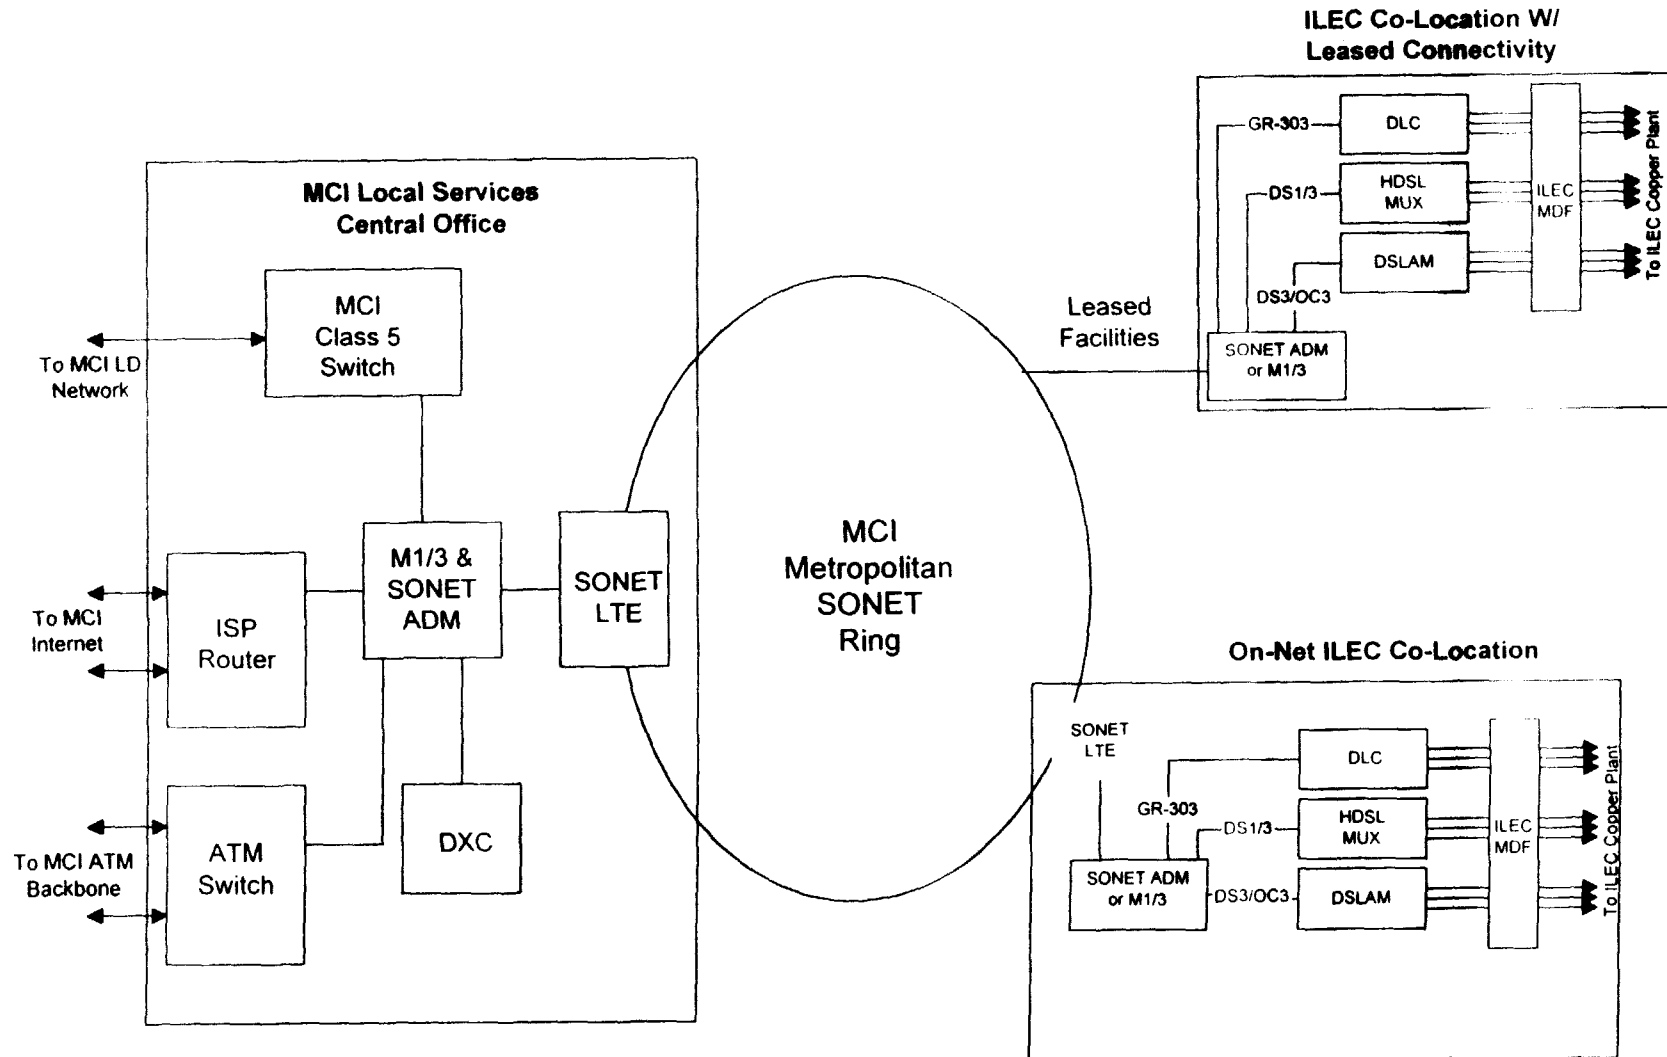 ILEC Co-Location W/
Leased Connectivity
GR-303
DLC
DS1/3
HDSL
MUX
DSLAM
DS3/OC3
ILEC
MDF
To ILEC Copper Plant
SONET ADM
or M1/3
Leased
Facilities
MCI Local Services
Central Office
MCI
Class 5
Switch
To MCI LD
Network
M1/3 &
SONET
ADM
SONET
LTE
ISP
Router
To MCI
Internet
ATM
Switch
To MCI ATM
Backbone
DXC
MCI
Metropolitan
SONET
Ring
On-Net ILEC Co-Location
SONET
LTE
GR-303
DLC
DS1/3
HDSL
MUX
SONET ADM
or M1/3
DS3/OC3
DSLAM
ILEC
MDF
To ILEC Copper Plant